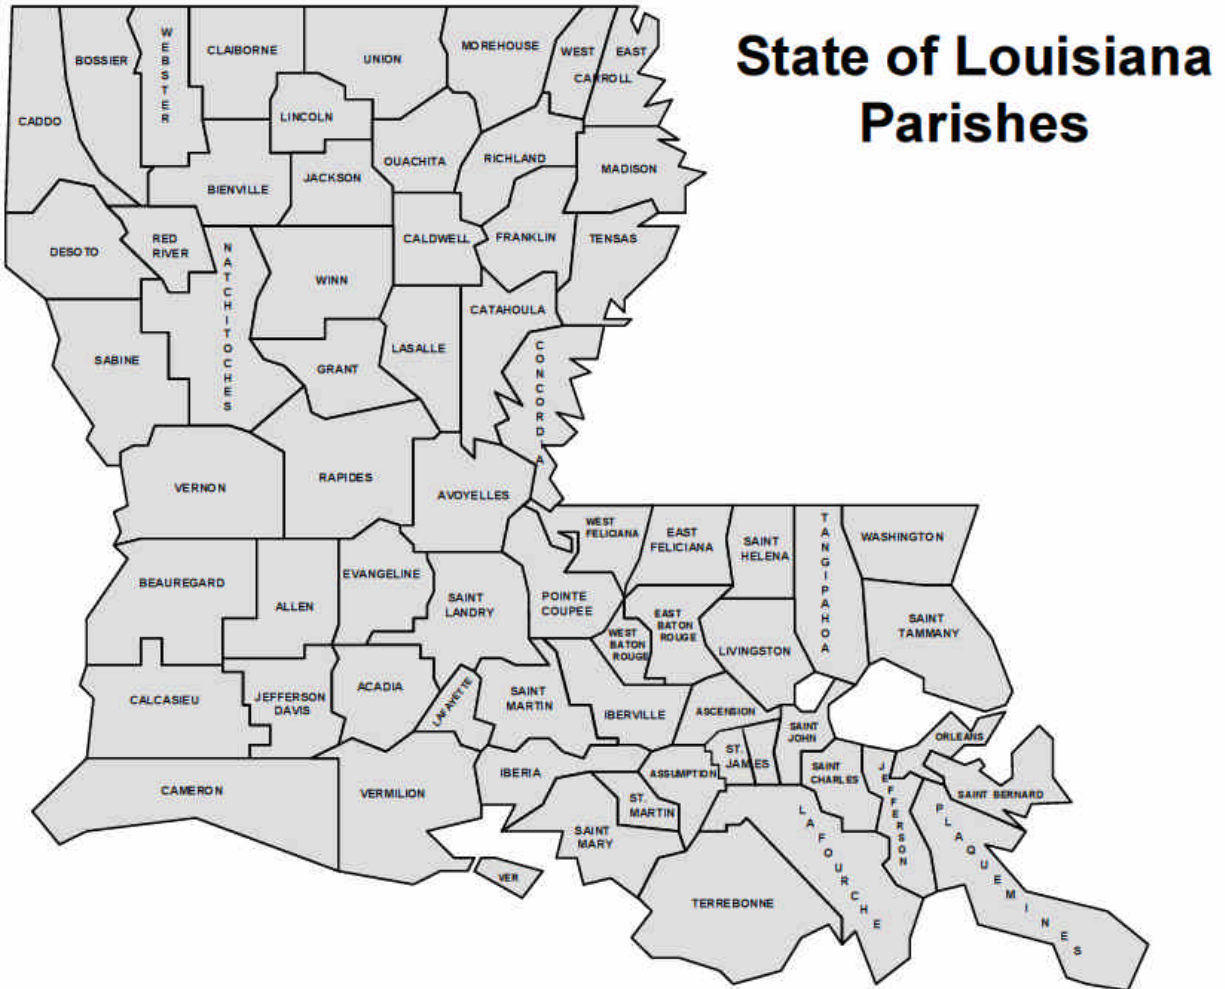 State of Louisiana
Parishes
CADDO
BOSSIER
WEBSTER
CLAIBORNE
UNION
MOREHOUSE
WEST
EAST
CARROLL
LINCOLN
OUACHITA
RICHLAND
MADISON
BIENVILLE
JACKSON
DESOTO
RED
RIVER
NATCHITOCHES
WINN
CALDWELL
FRANKLIN
TENSAS
CATAHOULA
SABINE
GRANT
LASALLE
CONCORDIA
VERNON
RAPIDES
AVOYELLES
WEST
FELICIANA
EAST
FELICIANA
SAINT
HELENA
TANGIPAHOA
WASHINGTON
BEAUREGARD
ALLEN
EVANGELINE
SAINT
LANDRY
POINTE
COUPEE
WEST
BATON
ROUGE
EAST
BATON
ROUGE
LIVINGSTON
SAINT
TAMMANY
CALCASIEU
JEFFERSON
DAVIS
ACADIA
LAFAYETTE
SAINT
MARTIN
IBERVILLE
ASCENSION
SAINT
JOHN
ORLEANS
CAMERON
VERMILION
IBERIA
ASSUMPTION
ST.
JAMES
SAINT
CHARLES
JEFFERSON
SAINT BERNARD
ST.
MARTIN
SAINT
MARY
LAFOURCHE
PLAQUEMINES
VER
TERREBONNE